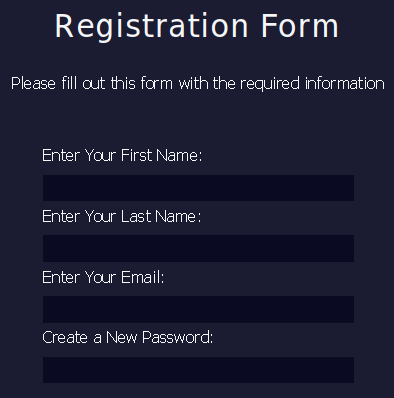 Registration Form
Please fill out this form with the required information
Enter Your First Name:
Enter Your Last Name:
Enter Your Email:
Create a New Password: